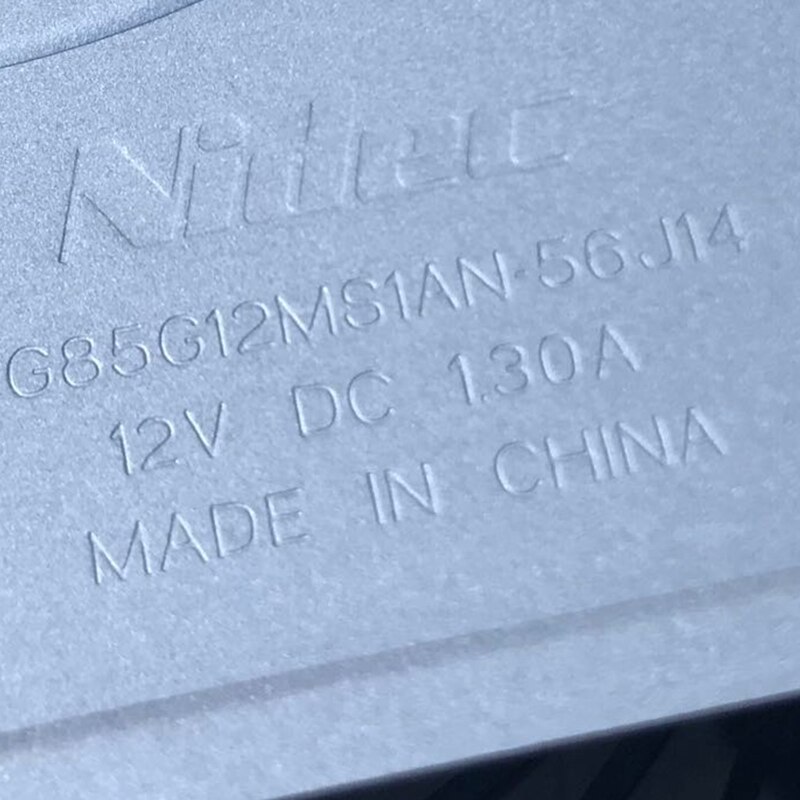 Nidec
G85G12MS1AN-56J14
12V DC 1.30A
MADE IN CHINA